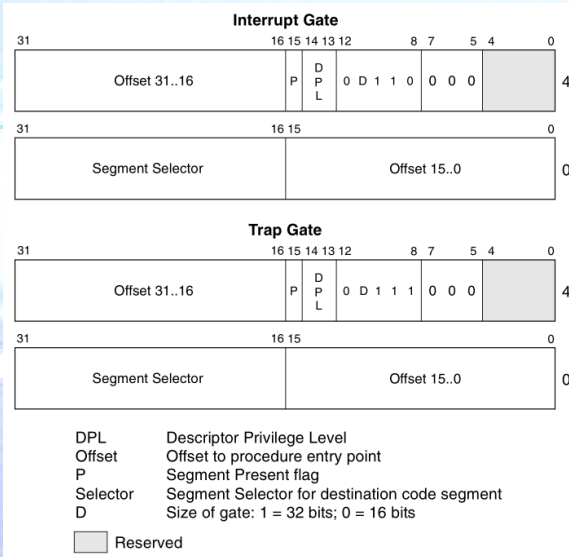 Interrupt Gate
31 16 15 14 13 12 8 7 5 4 0
Offset 31..16 P D P L 0 D 1 1 0 0 0 0 4
31 16 15 0
Segment Selector Offset 15..0 0
Trap Gate
31 16 15 14 13 12 8 7 5 4 0
Offset 31..16 P D P L 0 D 1 1 1 0 0 0 4
31 16 15 0
Segment Selector Offset 15..0 0
DPL Descriptor Privilege Level
Offset Offset to procedure entry point
P Segment Present flag
Selector Segment Selector for destination code segment
D Size of gate: 1 = 32 bits; 0 = 16 bits
Reserved